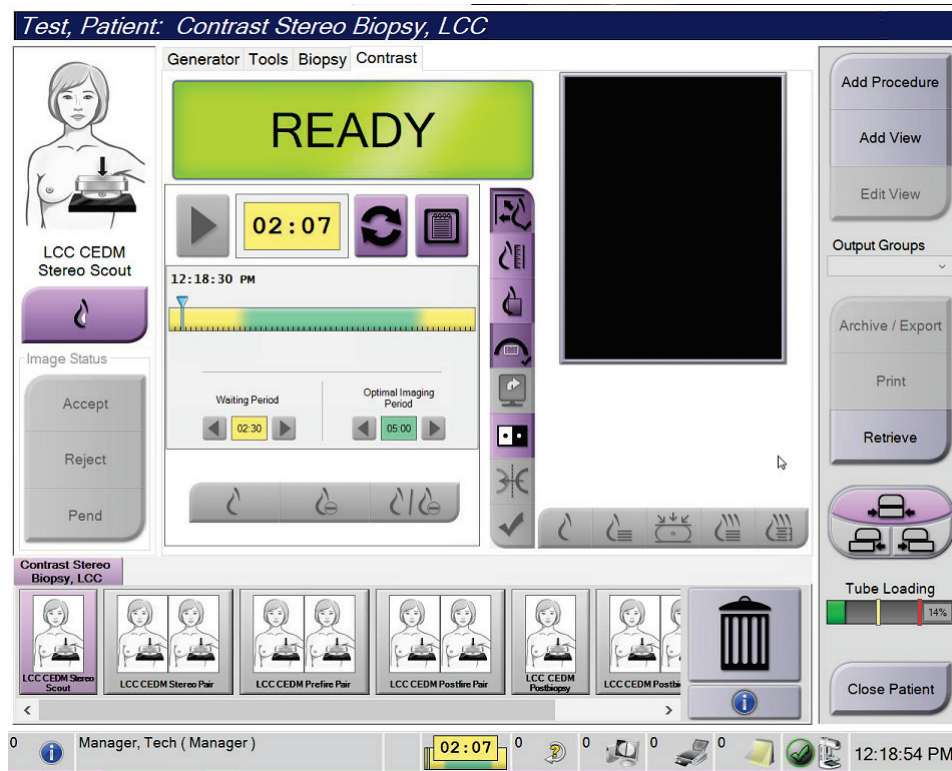 Test, Patient: Contrast Stereo Biopsy, LCC
Generator Tools Biopsy Contrast
READY
LCC CEDM
Stereo Scout
Image Status
Accept
Reject
Pend
02:07
12:18:30 PM
Waiting Period
02:30
Optimal Imaging
Period
05:00
Add Procedure
Add View
Edit View
Output Groups
Archive / Export
Print
Retrieve
Tube Loading
14%
Close Patient
Contrast Stereo
Biopsy, LCC
LCC CEDM Stereo
Scout
LCC CEDM Stereo Pair
LCC CEDM Prefire Pair
LCC CEDM Postfire Pair
LCC CEDM
Postbiopsy
LCC CEDM Postbi
0
Manager, Tech ( Manager )
02:07
0
0
0
0
12:18:54 PM